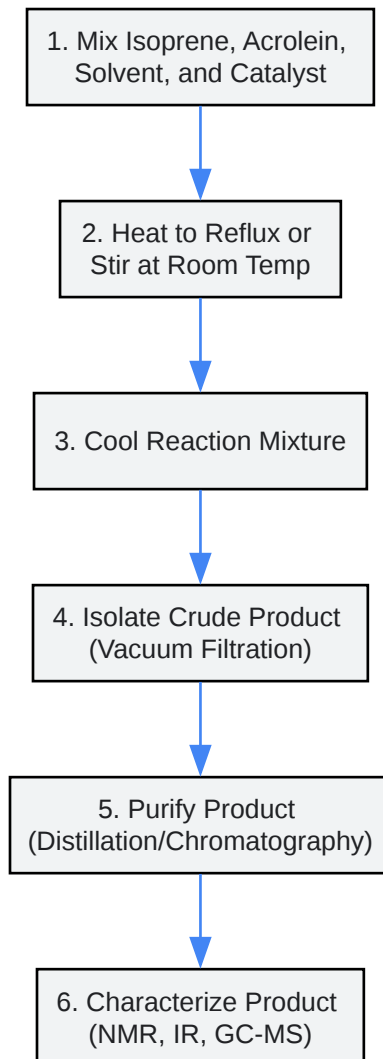 1. Mix Isoprene, Acrolein,
Solvent, and Catalyst
2. Heat to Reflux or
Stir at Room Temp
3. Cool Reaction Mixture
4. Isolate Crude Product
(Vacuum Filtration)
5. Purify Product
(Distillation/Chromatography)
6. Characterize Product
(NMR, IR, GC-MS)